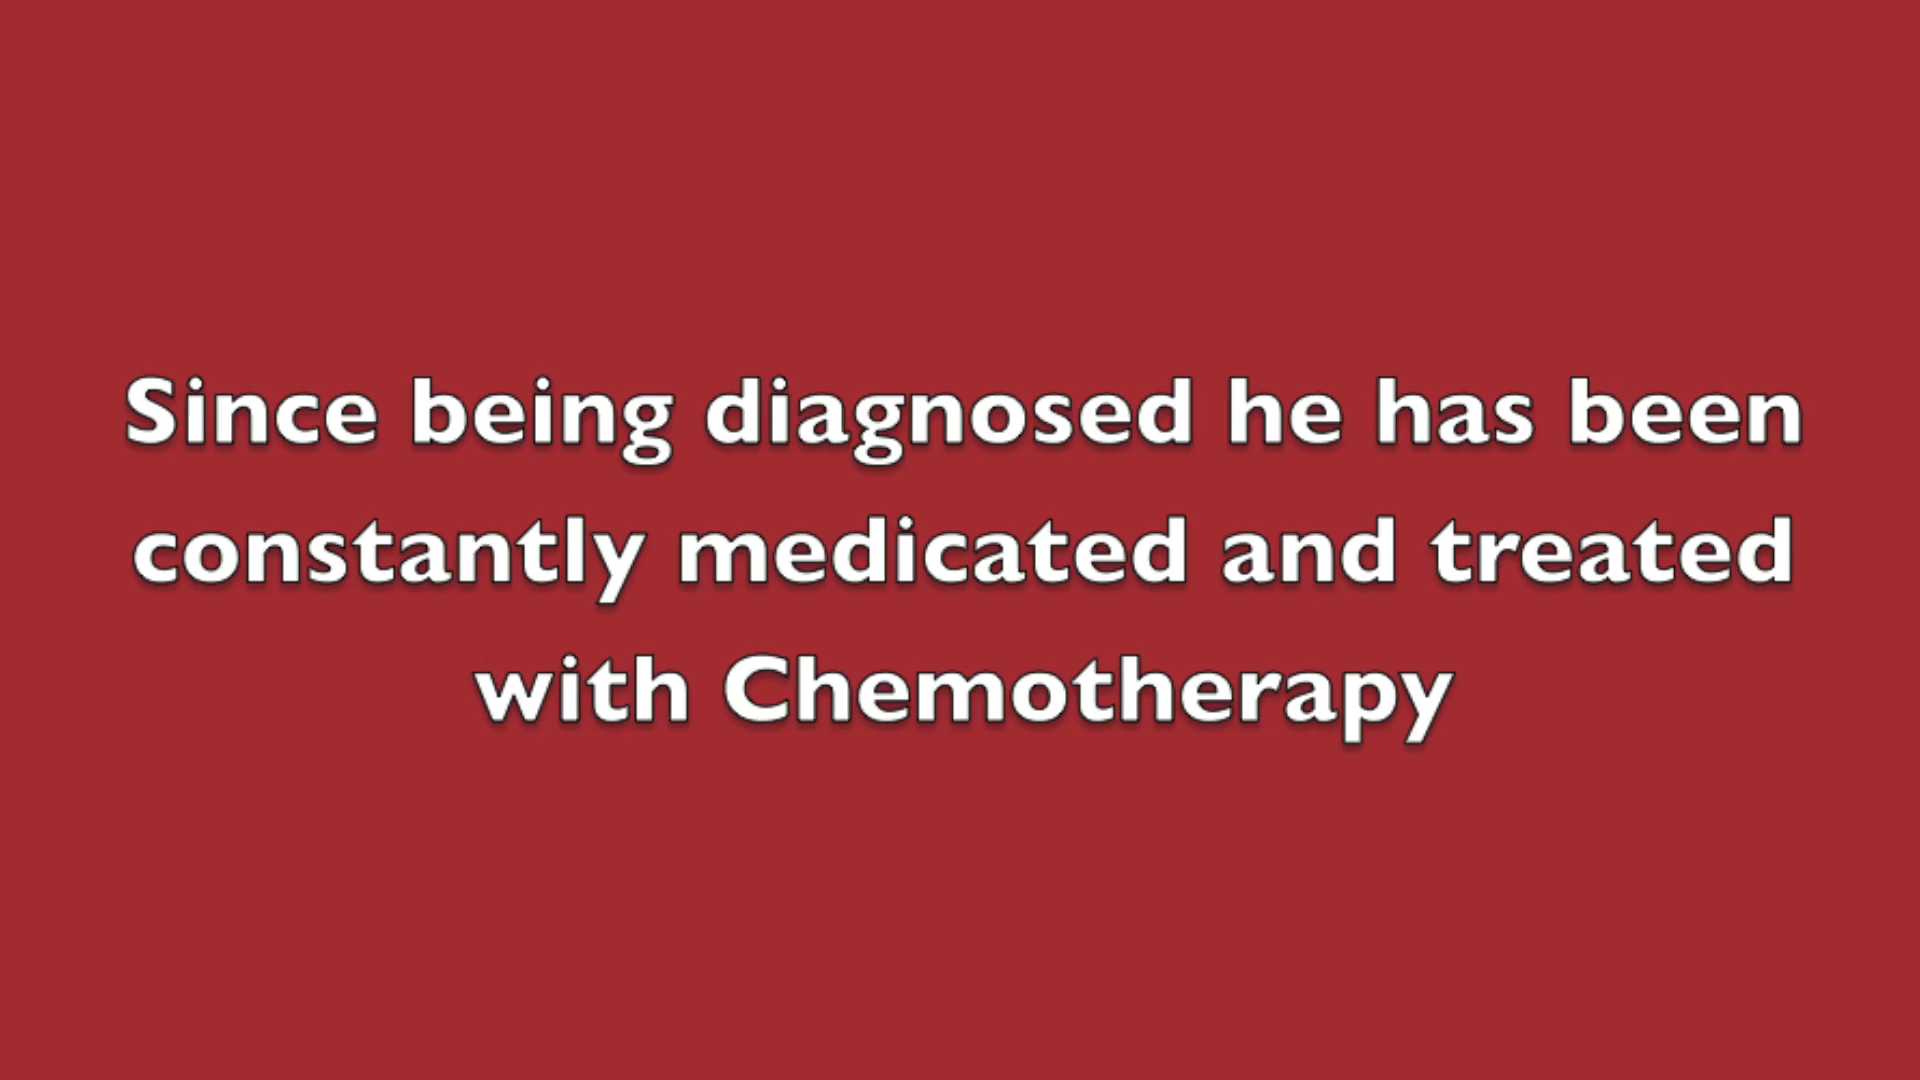 Since being diagnosed he has been
constantly medicated and treated
with Chemotherapy